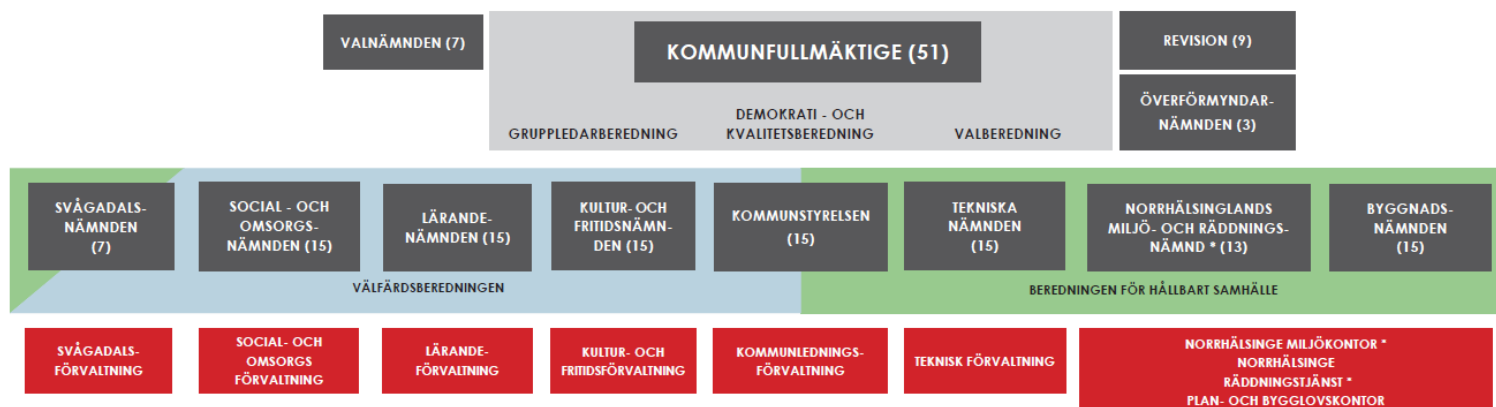 VALNÄMNDEN (7)
KOMMUNFULLMÄKTIGE (51)
REVISION (9)
ÖVERFÖRMYNDAR-
NÄMNDEN (3)
GRUPPLEDARBEREDNING
DEMOKRATI - OCH
KVALITETSBEREDNING
VALBEREDNING
SVÅGADALS-
NÄMNDEN
(7)
SOCIAL - OCH
OMSORGS-
NÄMNDEN (15)
LÄRANDE-
NÄMNDEN (15)
KULTUR- OCH
FRITIDSNÄMN-
DEN (15)
KOMMUNSTYRELSEN
(15)
TEKNISKA
NÄMNDEN
(15)
NORRHÄLSINGLANDS
MILJÖ- OCH RÄDDNINGS-
NÄMND * (13)
BYGGNADS-
NÄMNDEN
(15)
VÄLFÄRDSBEREDNINGEN
BEREDNINGEN FÖR HÅLLBART SAMHÄLLE
SVÅGADALS-
FÖRVALTNING
SOCIAL- OCH
OMSORGS
FÖRVALTNING
LÄRANDE-
FÖRVALTNING
KULTUR- OCH
FRITIDSFÖRVALTNING
KOMMUNLEDNINGS-
FÖRVALTNING
TEKNISK FÖRVALTNING
NORRHÄLSINGE MILJÖKONTOR *
NORRHÄLSINGE
RÄDDNINGSTJÄNST *
PLAN- OCH BYGGLOVSKONTOR